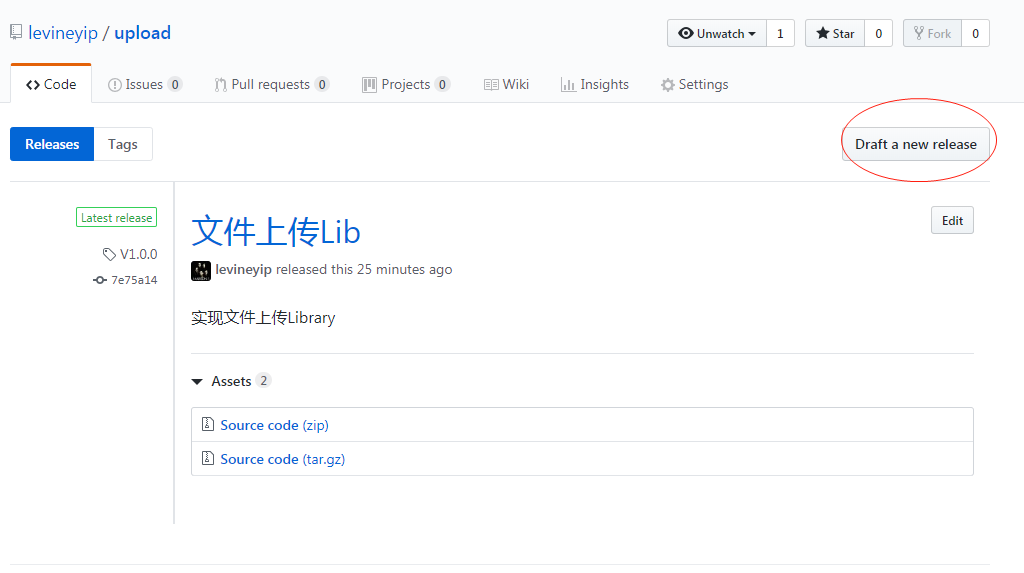 levineyip / upload
Unwatch 1 Star 0 Fork 0
Code Issues 0 Pull requests 0 Projects 0 Wiki Insights Settings
Releases Tags
Draft a new release
Latest release
V1.0.0
7e75a14
文件上传Lib
Edit
levineyip released this 25 minutes ago
实现文件上传Library
Assets 2
Source code (zip)
Source code (tar.gz)